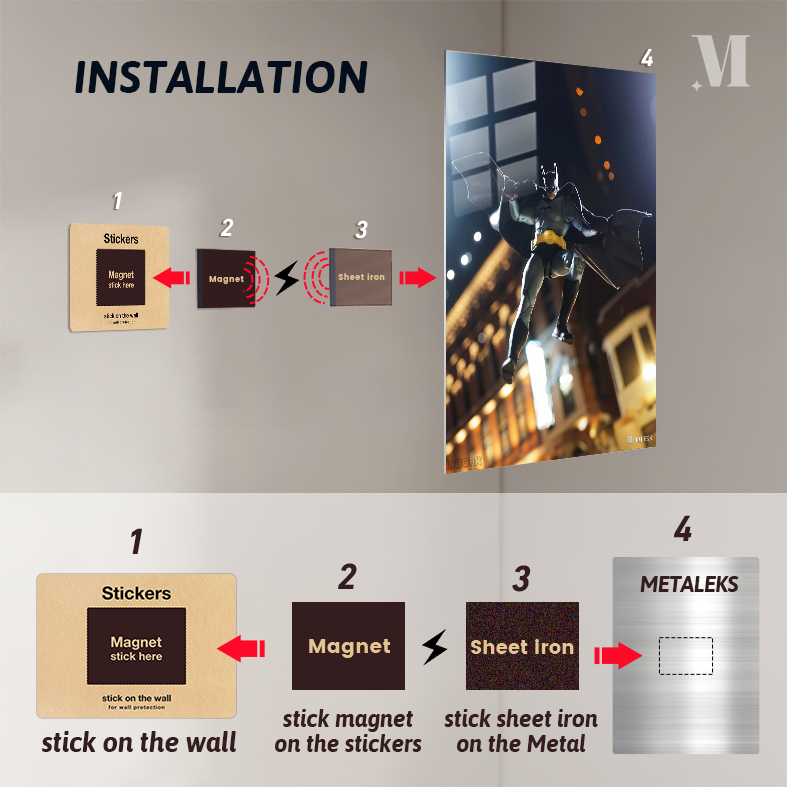 INSTALLATION
M
1
2
3
4
Stickers
Magnet
stick here
stick on the wall
for wall protection
Magnet
Sheet iron
1
2
3
4
Stickers
Magnet
stick here
stick on the wall
for wall protection
Magnet
Sheet iron
METALEKS
stick on the wall
stick magnet
on the stickers
stick sheet iron
on the Metal